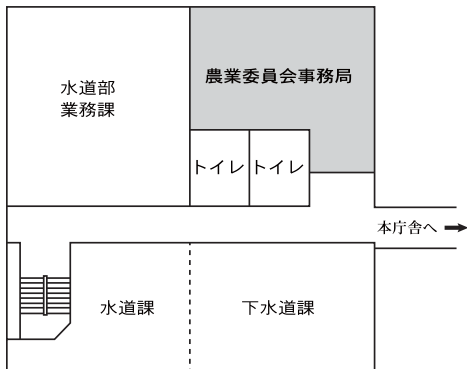 農業委員会事務局
水道部
業務課
トイレ
トイレ
本庁舎へ
水道課
下水道課